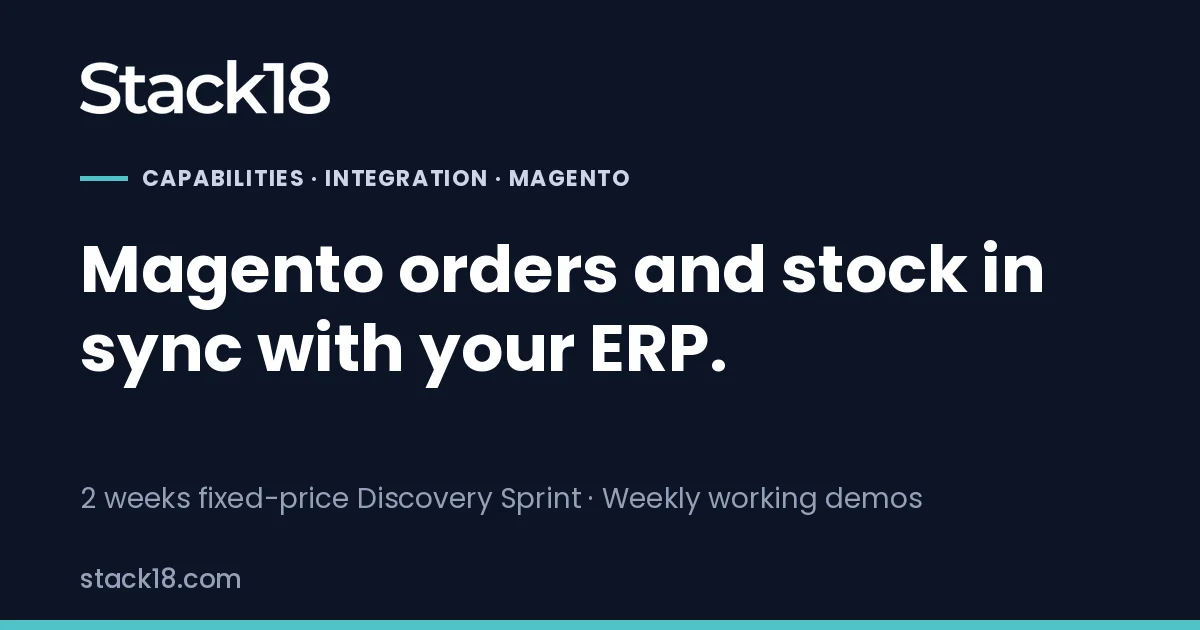 Stack18
CAPABILITIES · INTEGRATION · MAGENTO
Magento orders and stock in
sync with your ERP.
2 weeks fixed-price Discovery Sprint · Weekly working demos
stack18.com